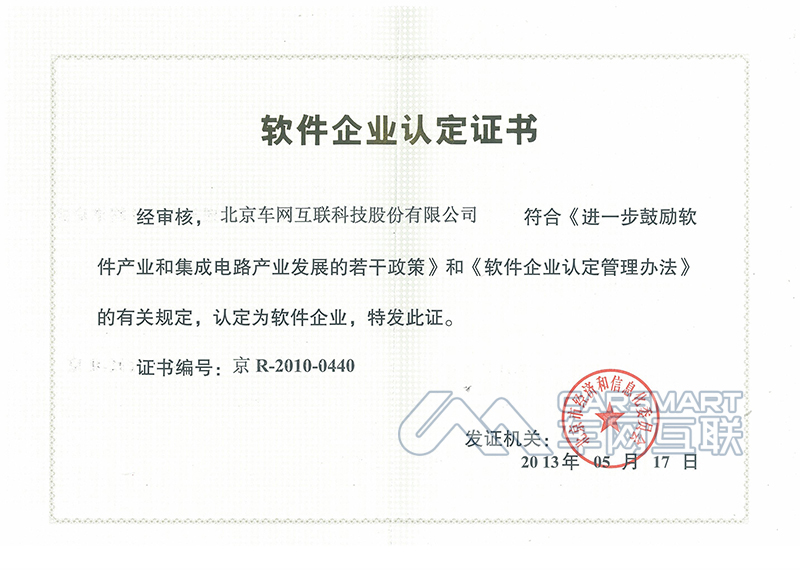 软件企业认定证书
经审核，北京车网互联科技股份有限公司 符合《进一步鼓励软
件产业和集成电路产业发展的若干政策》和《软件企业认定管理办法》
的有关规定，认定为软件企业，特发此证。
证书编号：京 R-2010-0440
北京市经济和信息化委员会
CARSMART
发证机关：
车网互联
2013年 05 月 17 日